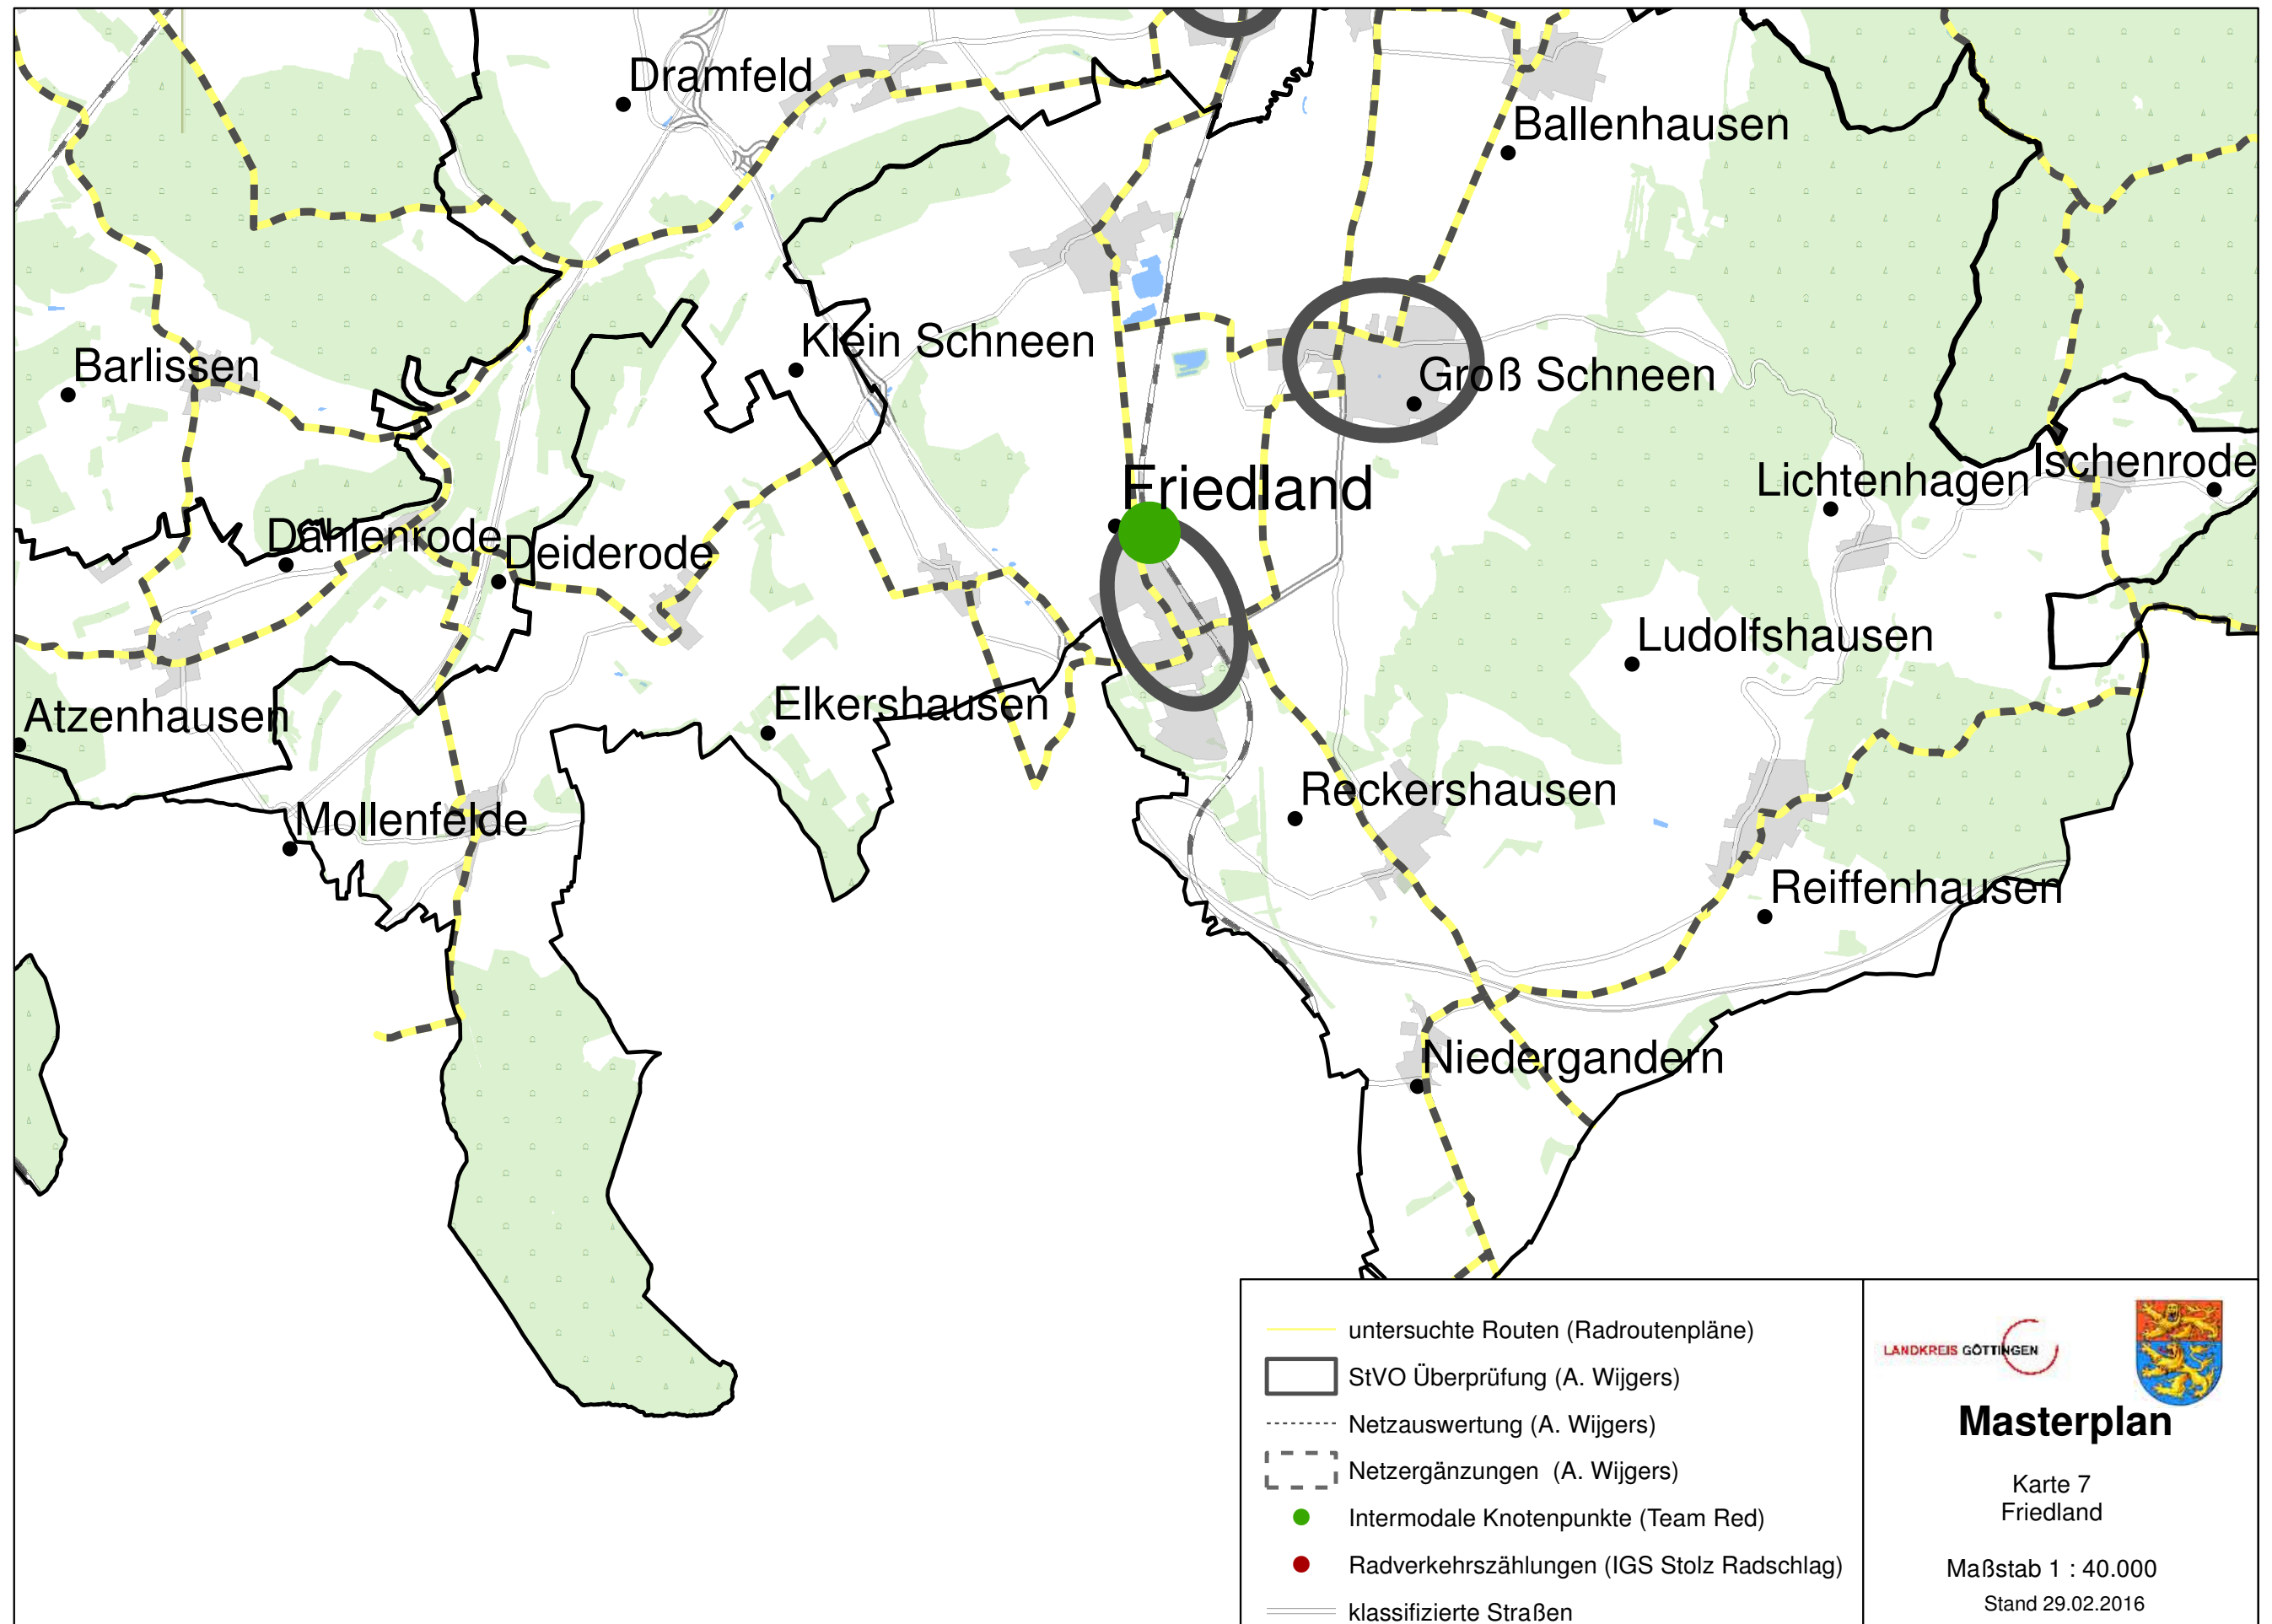 Dramfeld
Ballenhausen
Klein Schneen
Barlissen
Groß Schneen
Friedland
Lichtenhagen
Ischenrode
Dahlenrode
Deiderode
Ludolfshausen
Atzenhausen
Elkershausen
Reckershausen
Mollenfelde
Reiffenhausen
Niedergandern
untersuchte Routen (Radroutenpläne)
StVO Überprüfung (A. Wijgers)
Netzauswertung (A. Wijgers)
Netzergänzungen (A. Wijgers)
Intermodale Knotenpunkte (Team Red)
Radverkehrszählungen (IGS Stolz Radschlag)
klassifizierte Straßen
LANDKREIS GÖTTINGEN
Masterplan
Karte 7
Friedland
Maßstab 1 : 40.000
Stand 29.02.2016